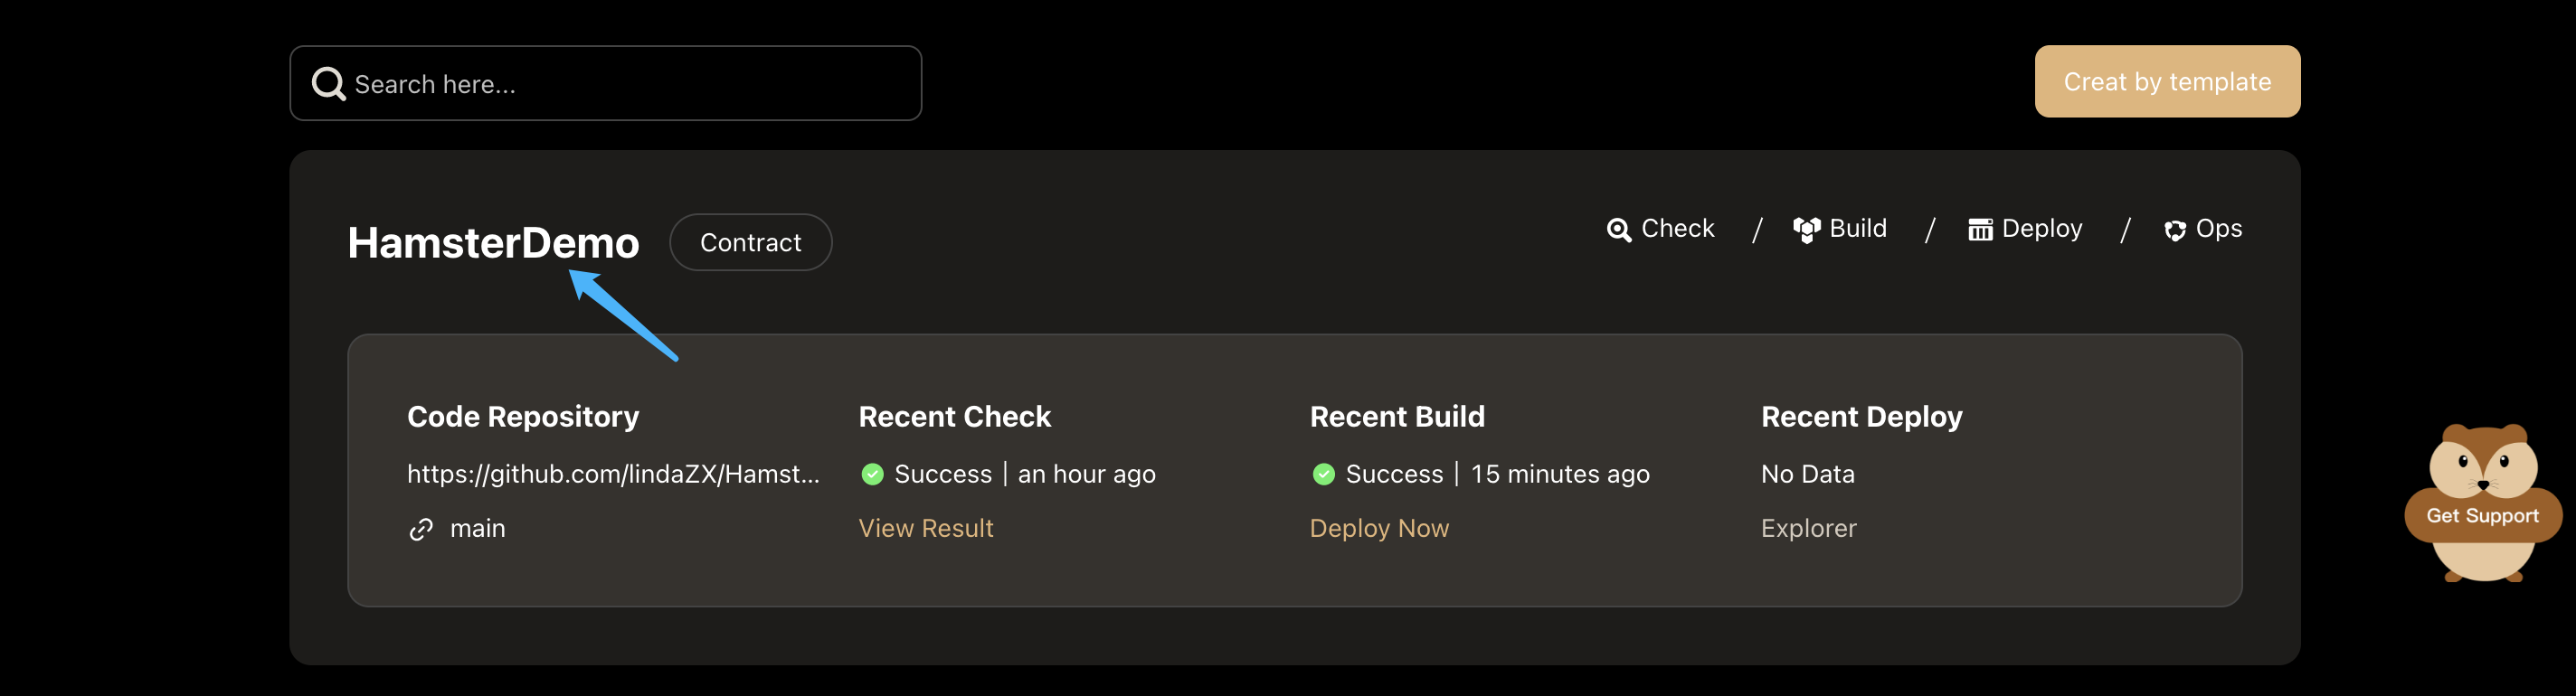 Search here...
Creat by template
HamsterDemo
Contract
Check / Build / Deploy / Ops
Code Repository
https://github.com/lindaZX/Hamst...
main
Recent Check
Success | an hour ago
View Result
Recent Build
Success | 15 minutes ago
Deploy Now
Recent Deploy
No Data
Explorer
Get Support